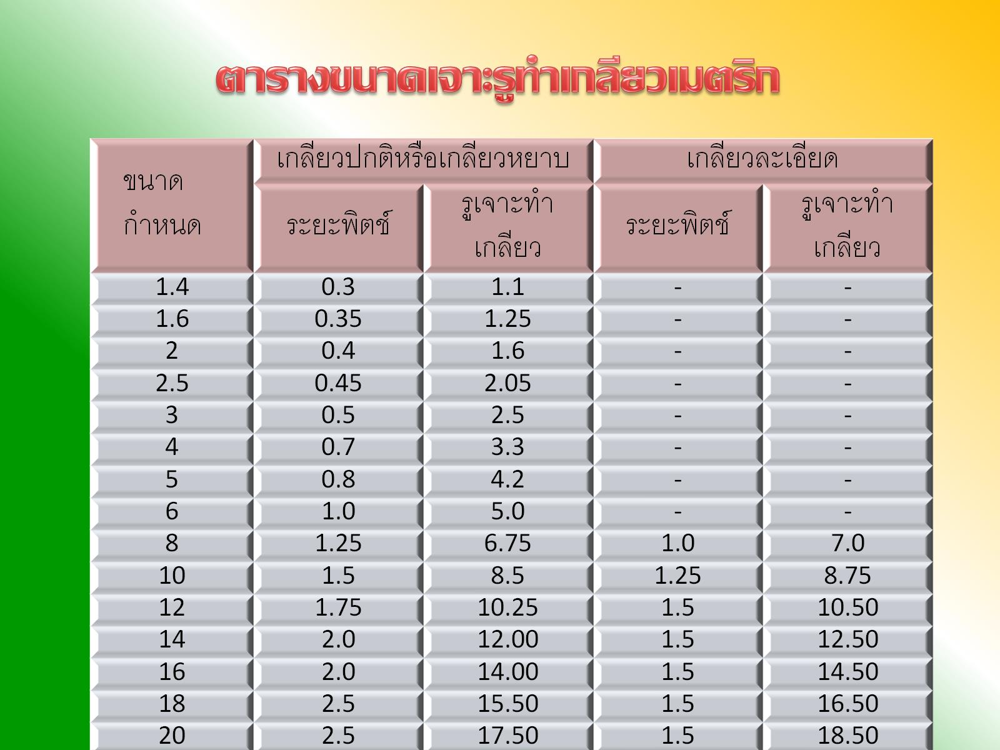 ตารางขนาดเจาะรูทำเกลียวเมตริก
ขนาด เกลียวปกติหรือเกลียวหยาบ เกลียวละเอียด
กำหนด ระยะพิตช์ รูเจาะทำ ระยะพิตช์ รูเจาะทำ
เกลียว เกลียว
1.4 0.3 1.1 - -
1.6 0.35 1.25 - -
2 0.4 1.6 - -
2.5 0.45 2.05 - -
3 0.5 2.5 - -
4 0.7 3.3 - -
5 0.8 4.2 - -
6 1.0 5.0 - -
8 1.25 6.75 1.0 7.0
10 1.5 8.5 1.25 8.75
12 1.75 10.25 1.5 10.50
14 2.0 12.00 1.5 12.50
16 2.0 14.00 1.5 14.50
18 2.5 15.50 1.5 16.50
20 2.5 17.50 1.5 18.50